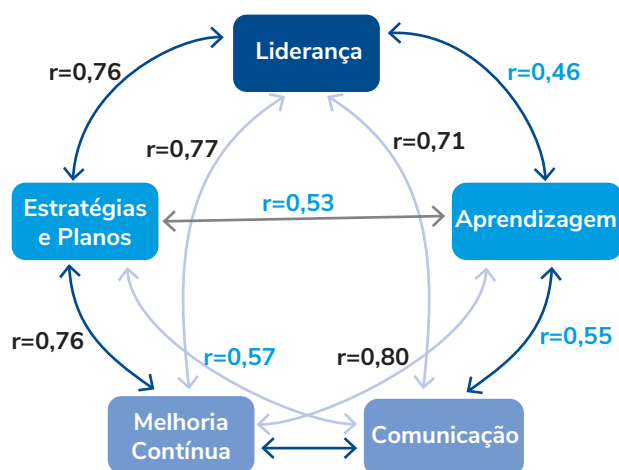 Liderança
r=0,76
r=0,46
r=0,77
r=0,71
Estratégias
e Planos
r=0,53
Aprendizagem
r=0,76
r=0,57
r=0,80
r=0,55
Melhoria
Contínua
Comunicação